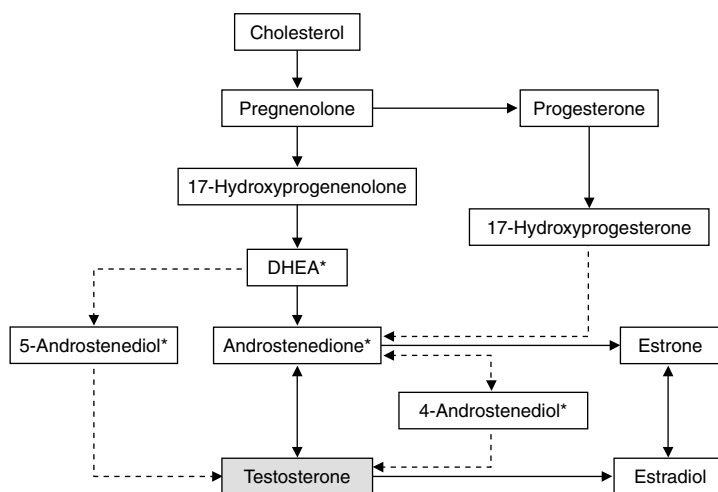 Cholesterol
Pregnenolone
Progesterone
17-Hydroxyprogenenolone
17-Hydroxyprogesterone
DHEA*
5-Androstenediol*
Androstenedione*
Estrone
4-Androstenediol*
Testosterone
Estradiol